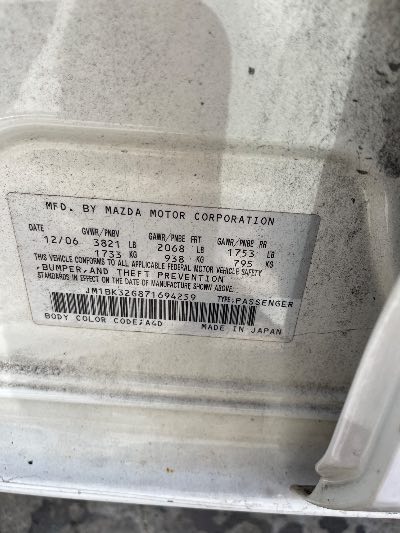 MFD. BY MAZDA MOTOR CORPORATION
DATE GVWR/PNBV GAWR/PNBE FRT GAWR/PNBE RR
12/06 3821 LB 2068 LB 1753 LB
1733 KG 938 KG 795 KG
THIS VEHICLE CONFORMS TO ALL APPLICABLE FEDERAL MOTOR VEHICLE SAFETY
,BUMPER,AND THEFT PREVENTION
STANDARDS IN EFFECT ON THE DATE OF MANUFACTURE SHOWN ABOVE.
JM1BK32G871694259 TYPE:PASSENGER
BODY COLOR CODE;A4D MADE IN JAPAN